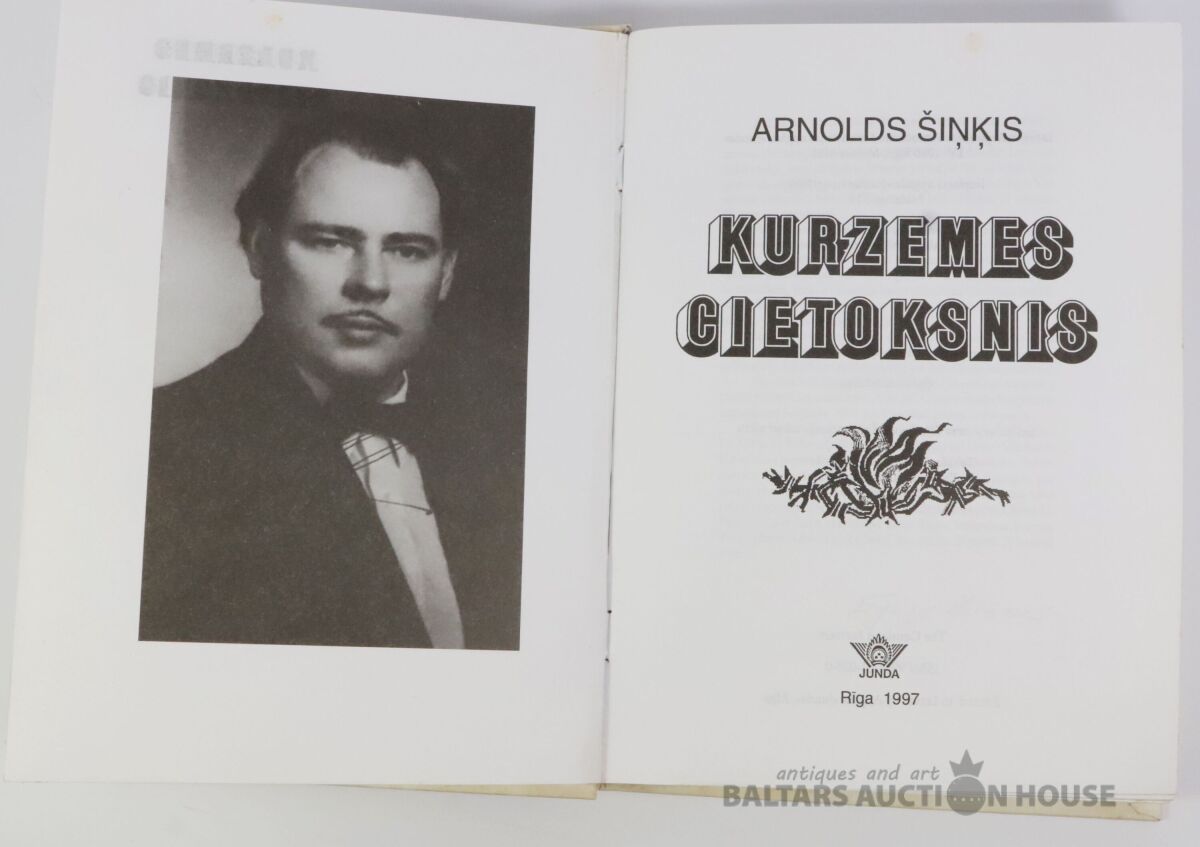 ARNOLDS ŠIŅĶIS
KURZEMES
CIETOKSNIS
JUNDA
Rīga 1997
antiques and art
BALTARS AUCTION HOUSE